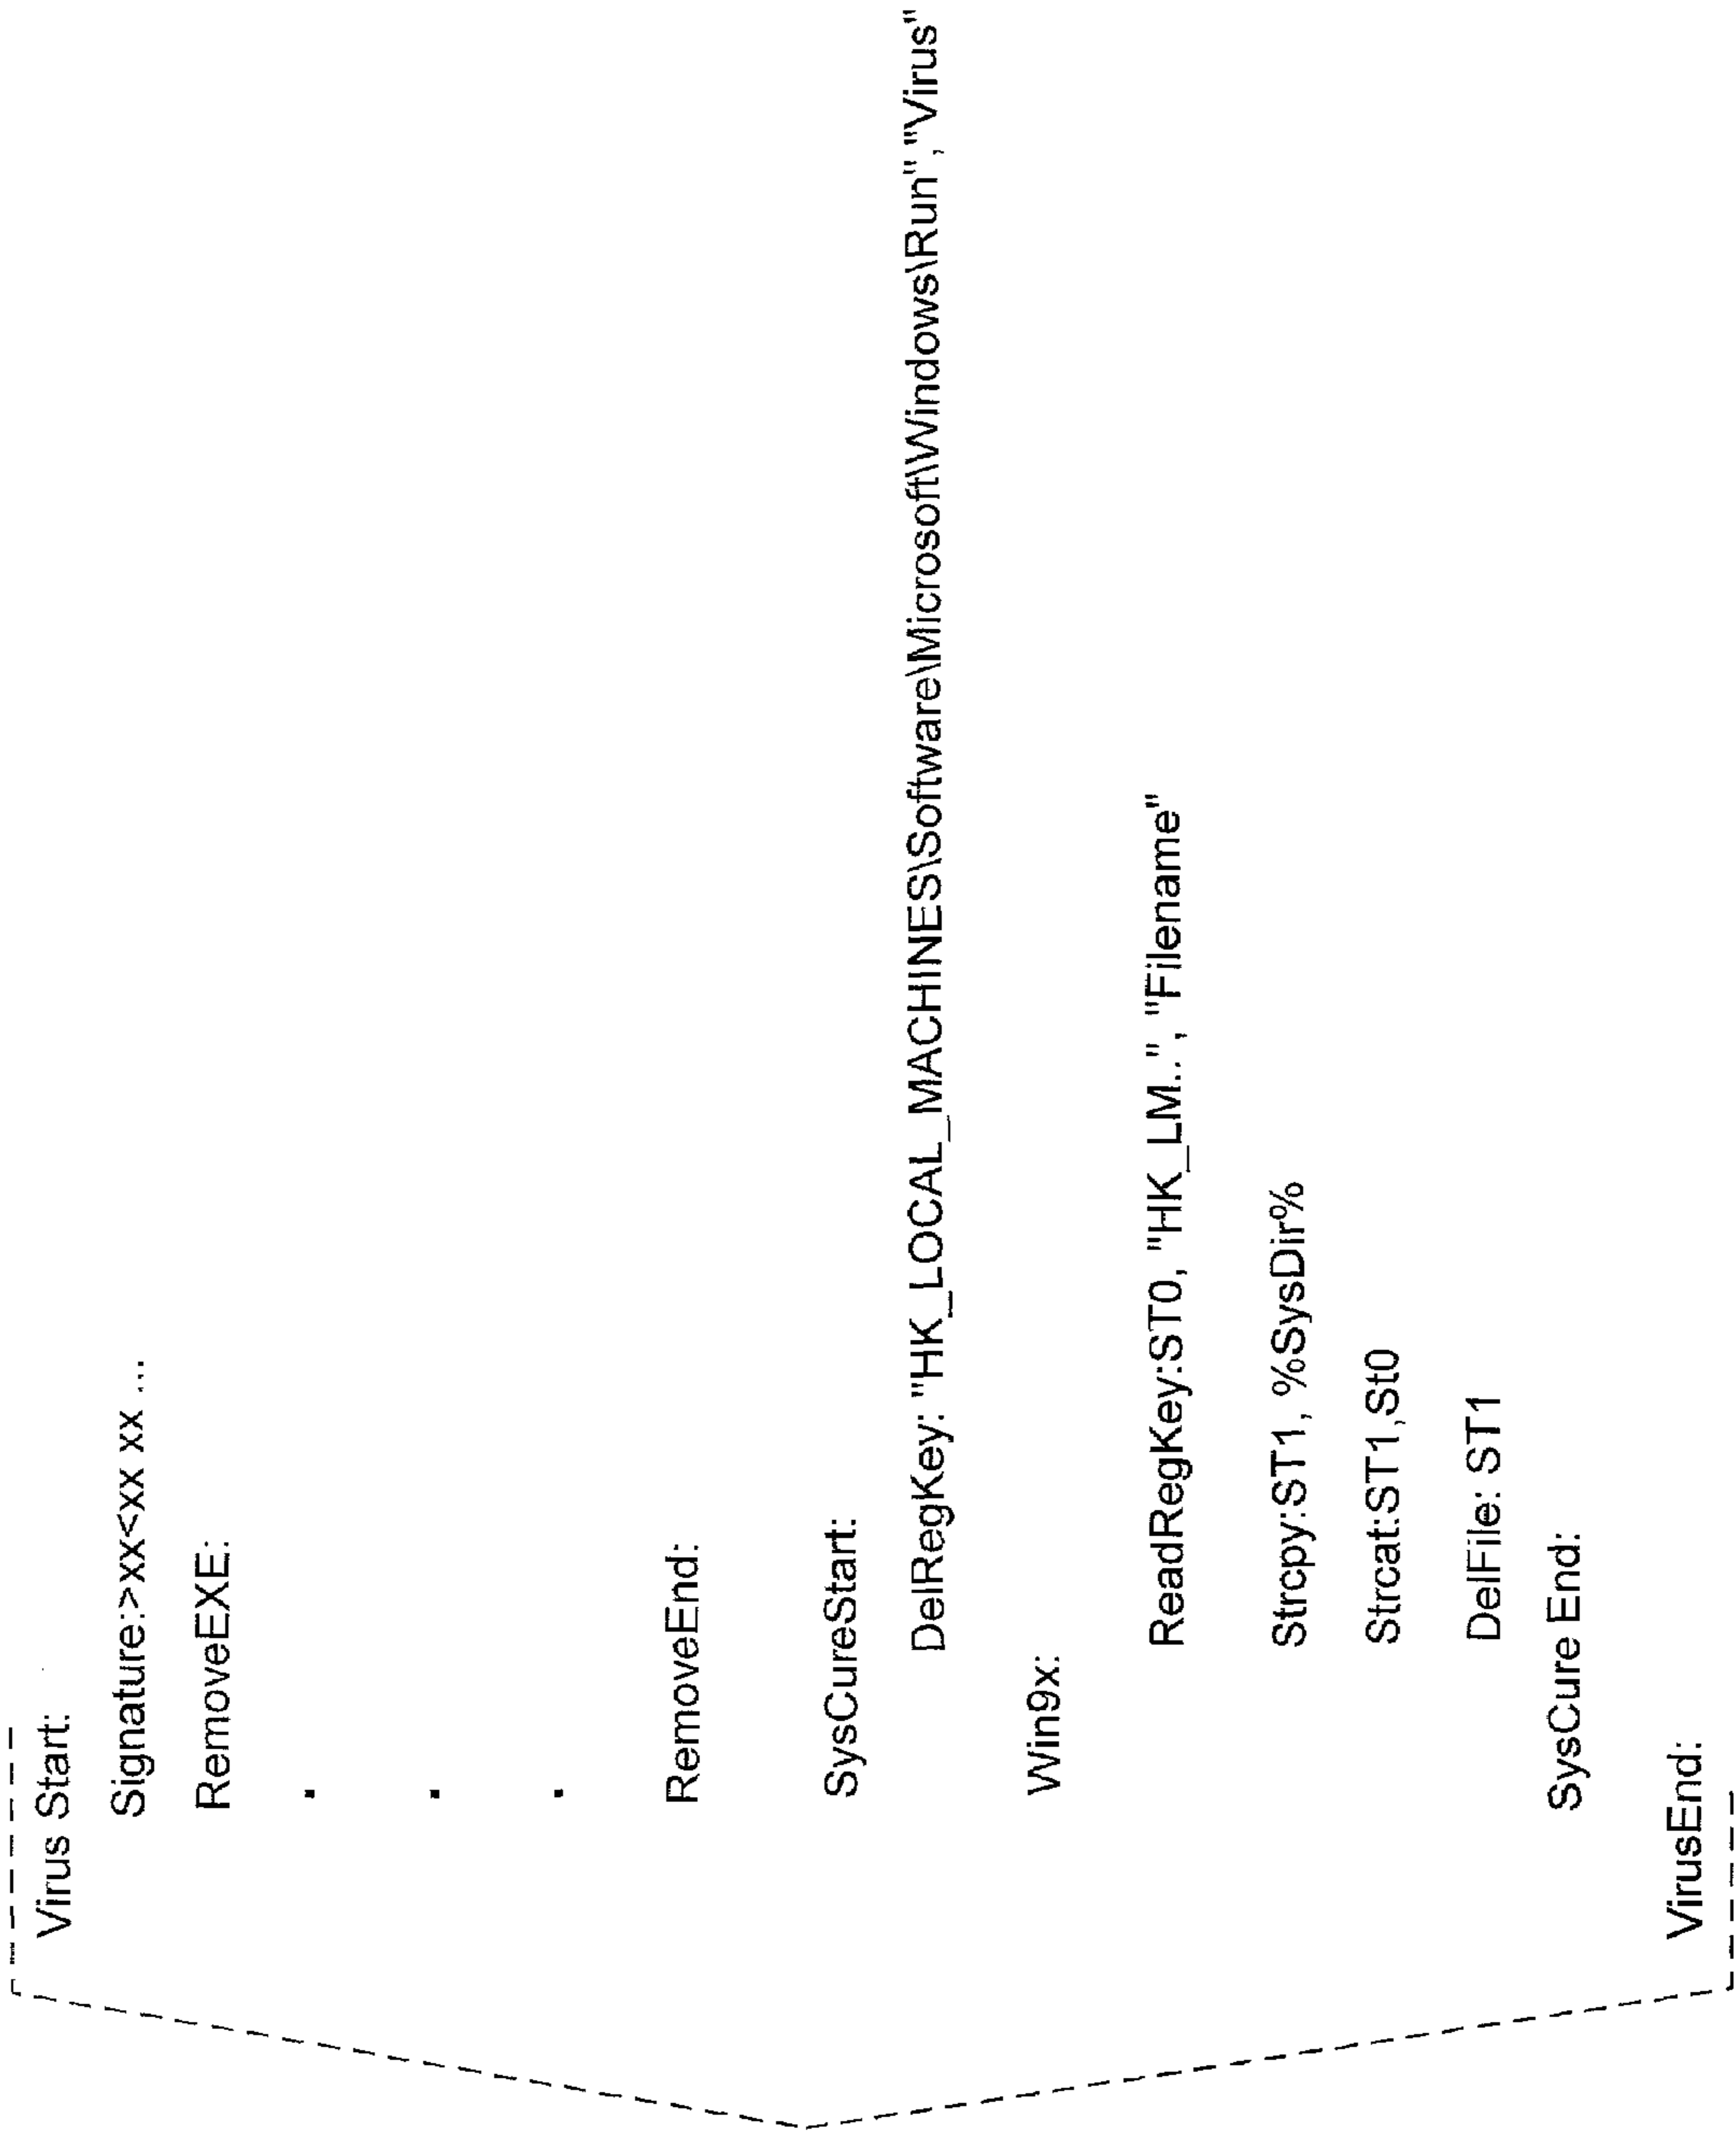 Virus Start:
Signature:>xx<xx xx ...
RemoveEXE:
.
.
.
RemoveEnd:
SysCureStart:
DelRegKey: "HK_LOCAL_MACHINES\Software\Microsoft\Windows\Run","Virus"
Win9x:
ReadRegKey:ST0, "HK_LM..", "Filename"
Strcpy:ST1, %SysDir%
Strcat:ST1,St0
DelFile: ST1
SysCure End:
VirusEnd: